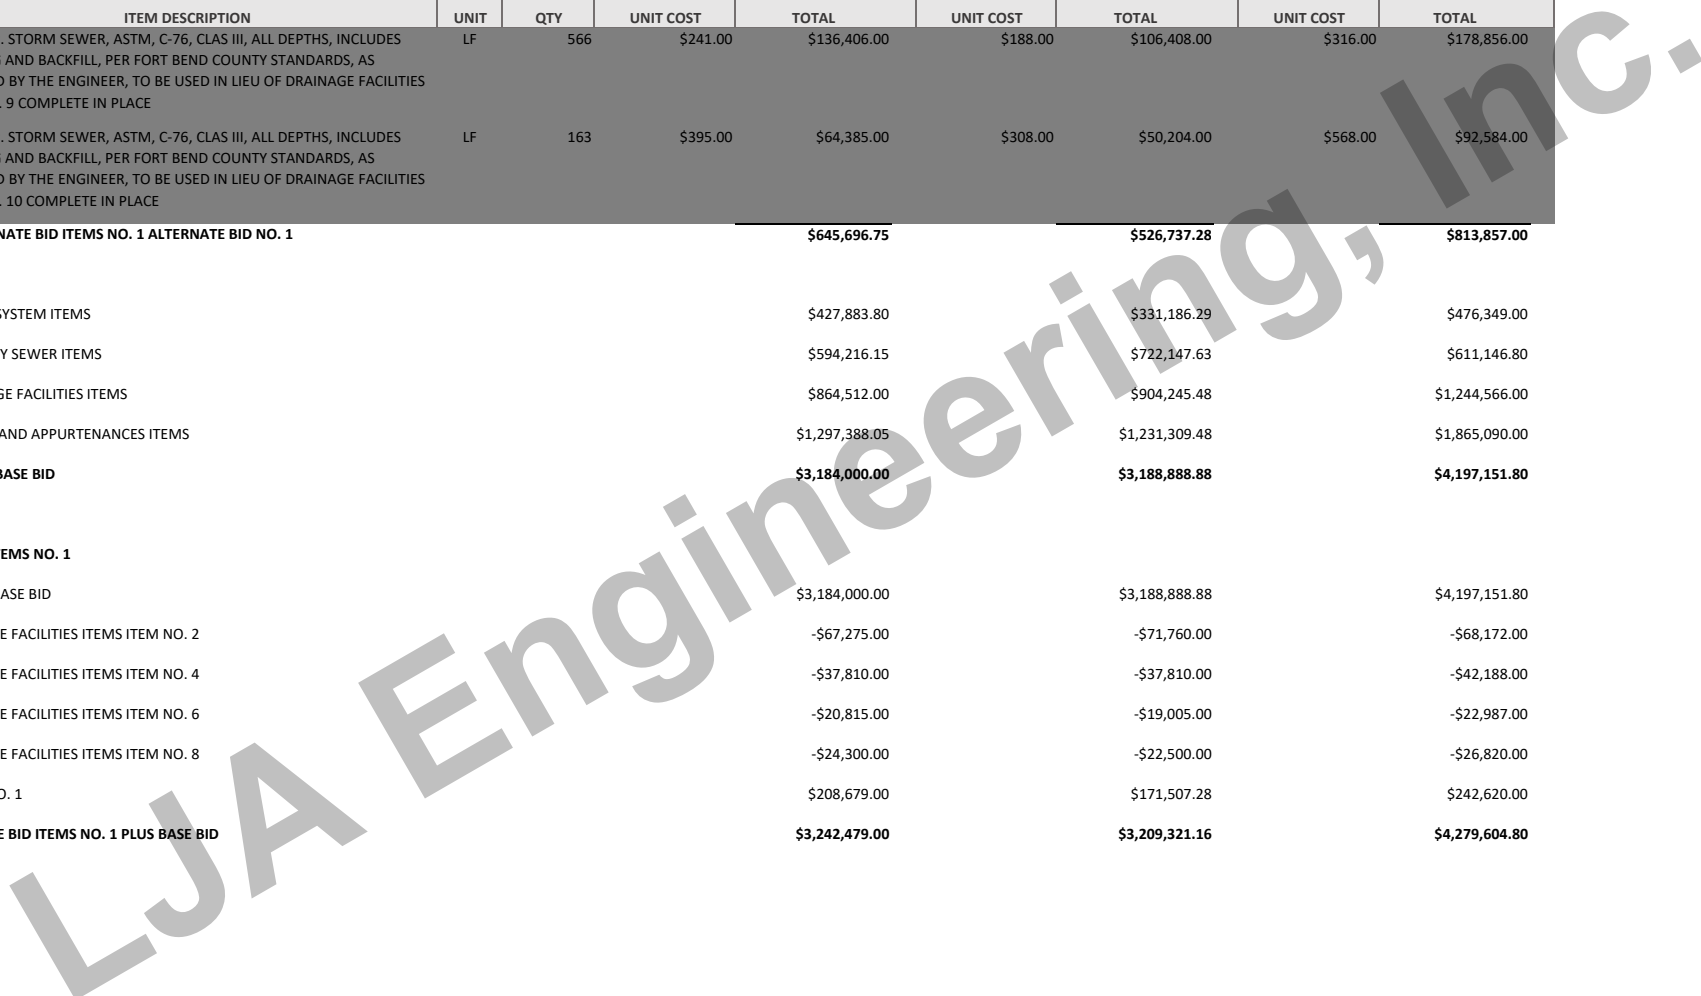 ITEM DESCRIPTION UNIT QTY UNIT COST TOTAL UNIT COST TOTAL UNIT COST TOTAL
. STORM SEWER, ASTM, C-76, CLAS III, ALL DEPTHS, INCLUDES LF 566 $241.00 $136,406.00 $188.00 $106,408.00 $316.00 $178,856.00
AND BACKFILL, PER FORT BEND COUNTY STANDARDS, AS
BY THE ENGINEER, TO BE USED IN LIEU OF DRAINAGE FACILITIES
. 9 COMPLETE IN PLACE
. STORM SEWER, ASTM, C-76, CLAS III, ALL DEPTHS, INCLUDES LF 163 $395.00 $64,385.00 $308.00 $50,204.00 $568.00 $92,584.00
AND BACKFILL, PER FORT BEND COUNTY STANDARDS, AS
BY THE ENGINEER, TO BE USED IN LIEU OF DRAINAGE FACILITIES
. 10 COMPLETE IN PLACE
NATE BID ITEMS NO. 1 ALTERNATE BID NO. 1 $645,696.75 $526,737.28 $813,857.00
SYSTEM ITEMS $427,883.80 $331,186.29 $476,349.00
Y SEWER ITEMS $594,216.15 $722,147.63 $611,146.80
GE FACILITIES ITEMS $864,512.00 $904,245.48 $1,244,566.00
AND APPURTENANCES ITEMS $1,297,388.05 $1,231,309.48 $1,865,090.00
BASE BID $3,184,000.00 $3,188,888.88 $4,197,151.80
TEMS NO. 1
ASE BID $3,184,000.00 $3,188,888.88 $4,197,151.80
E FACILITIES ITEMS ITEM NO. 2 -$67,275.00 -$71,760.00 -$68,172.00
E FACILITIES ITEMS ITEM NO. 4 -$37,810.00 -$37,810.00 -$42,188.00
E FACILITIES ITEMS ITEM NO. 6 -$20,815.00 -$19,005.00 -$22,987.00
E FACILITIES ITEMS ITEM NO. 8 -$24,300.00 -$22,500.00 -$26,820.00
O. 1 $208,679.00 $171,507.28 $242,620.00
E BID ITEMS NO. 1 PLUS BASE BID $3,242,479.00 $3,209,321.16 $4,279,604.80
LJA Engineering, Inc.